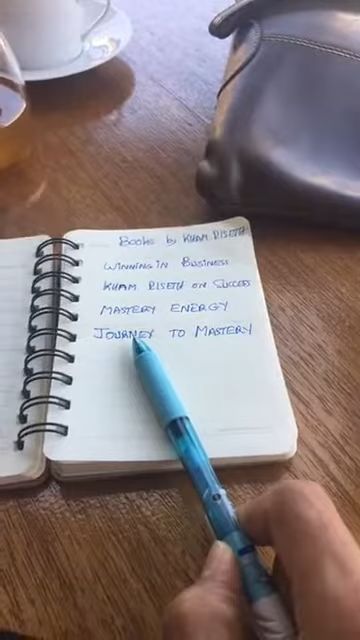 Books by KHAM RISETH
WINNING IN BUSINESS
KHAM RISETH ON SUCCESS
MASTERY ENERGY
JOURNEY TO MASTERY